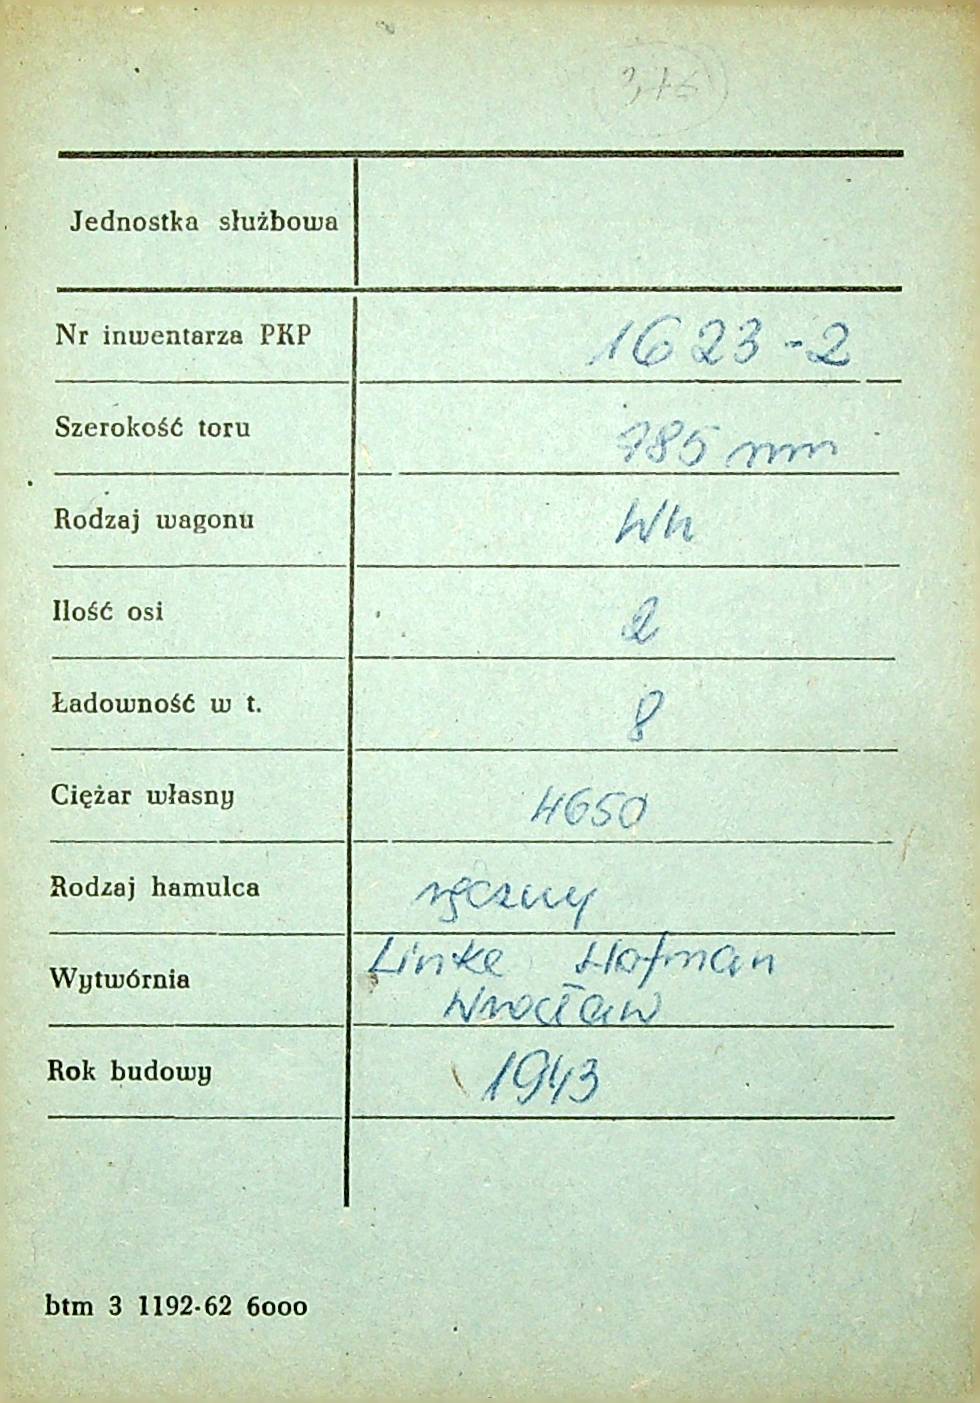 376
Jednostka służbowa
Nr inwentarza PKP 1623-2
Szerokość toru 785 mm
Rodzaj wagonu Wh
Ilość osi 2
Ładowność w t. 8
Ciężar własny 4650
Rodzaj hamulca ręczny
Wytwórnia Linke Hofman
Wrocław
Rok budowy 1943
btm 3 1192-62 6000